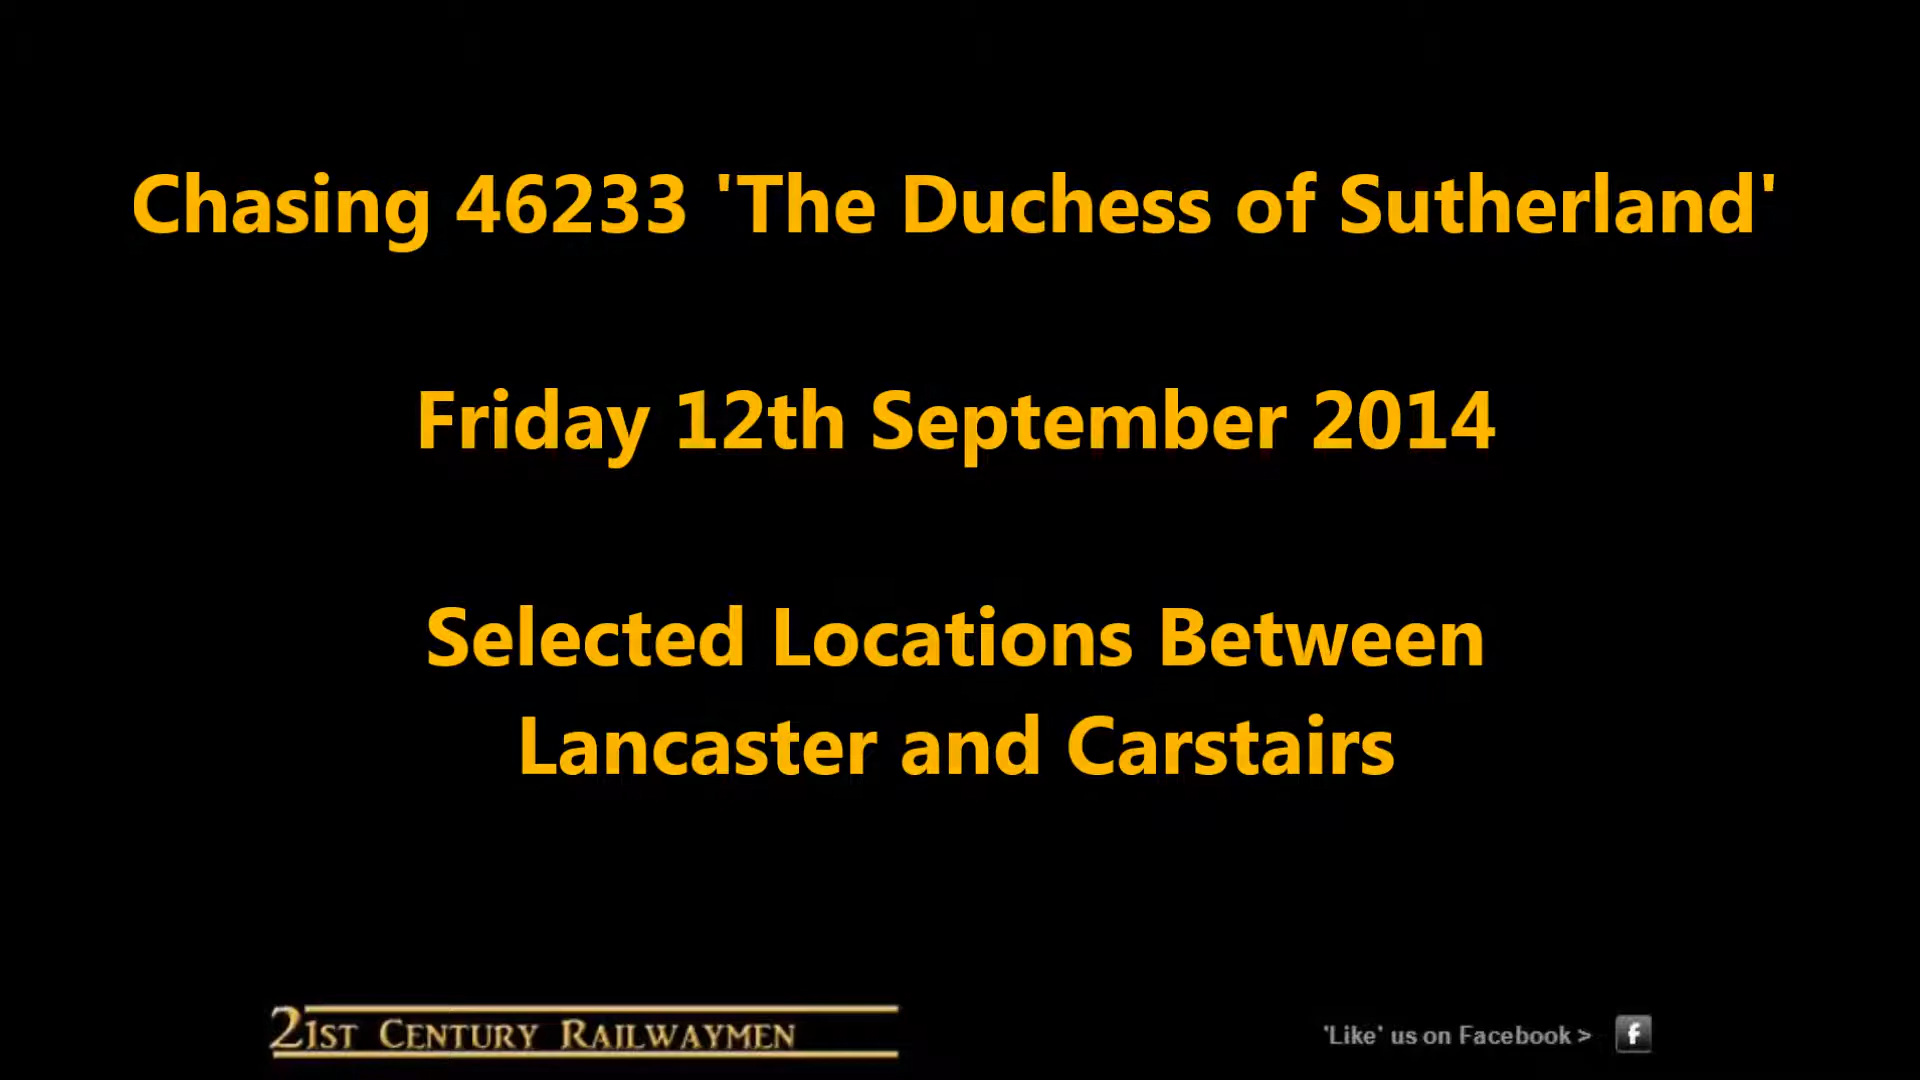 Chasing 46233 'The Duchess of Sutherland'
Friday 12th September 2014
Selected Locations Between
Lancaster and Carstairs
21st Century Railwaymen
'Like' us on Facebook > f